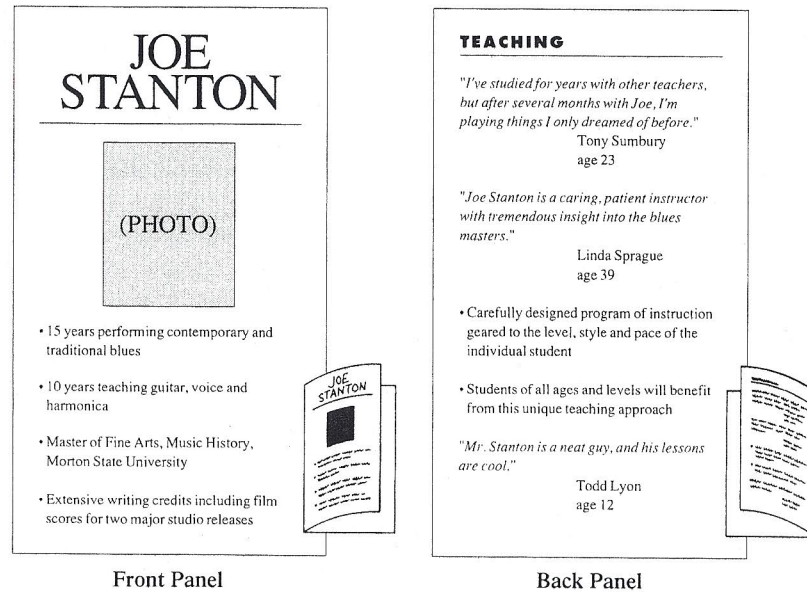 JOE
STANTON
(PHOTO)
• 15 years performing contemporary and
traditional blues
• 10 years teaching guitar, voice and
harmonica
• Master of Fine Arts, Music History,
Morton State University
• Extensive writing credits including film
scores for two major studio releases
JOE
STANTON
Front Panel
TEACHING
"I've studied for years with other teachers,
but after several months with Joe, I'm
playing things I only dreamed of before."
Tony Sumbury
age 23
"Joe Stanton is a caring, patient instructor
with tremendous insight into the blues
masters."
Linda Sprague
age 39
• Carefully designed program of instruction
geared to the level, style and pace of the
individual student
• Students of all ages and levels will benefit
from this unique teaching approach
"Mr. Stanton is a neat guy, and his lessons
are cool."
Todd Lyon
age 12
Back Panel